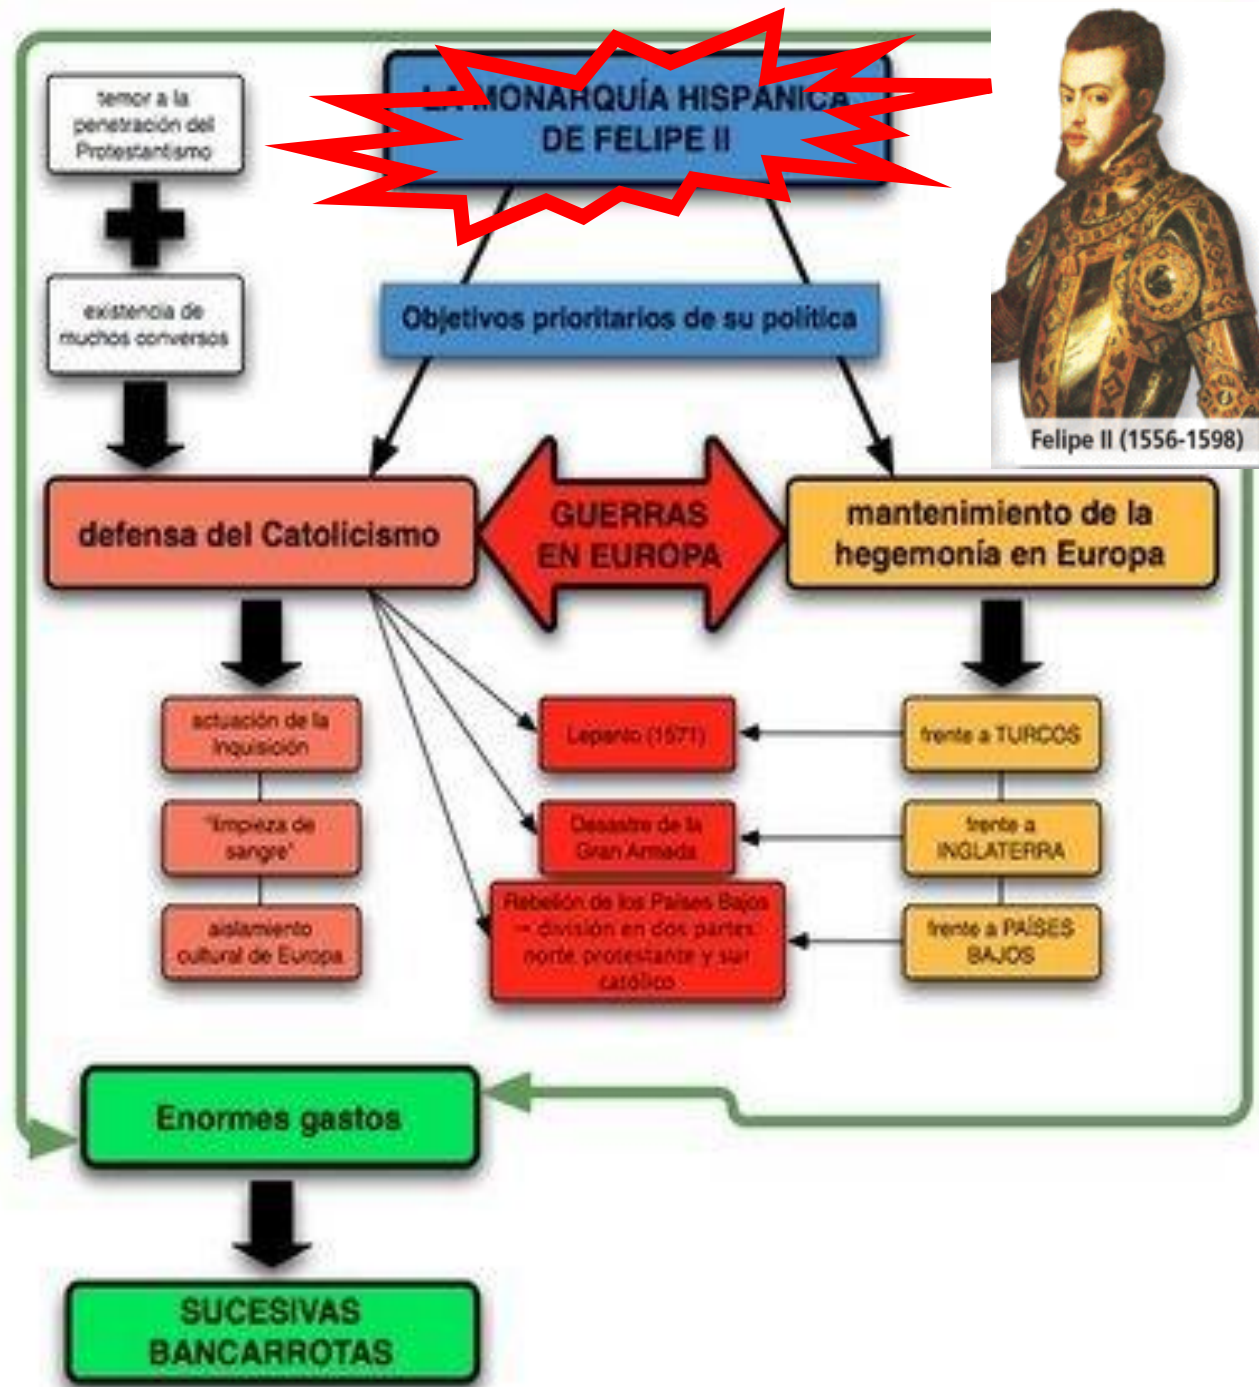 LA MONARQUÍA HISPÁNICA
DE FELIPE II
temor a la
penetración del
Protestantismo
existencia de
muchos conversos
Objetivos prioritarios de su política
Felipe II (1556-1598)
defensa del Catolicismo
GUERRAS
EN EUROPA
mantenimiento de la
hegemonía en Europa
actuación de la
Inquisición
"limpieza de
sangre"
aislamiento
cultural de Europa
Lepanto (1571)
Desastre de la
Gran Armada
Rebelión de los Países Bajos
→ división en dos partes
norte protestante y sur
católico
frente a TURCOS
frente a
INGLATERRA
frente a PAÍSES
BAJOS
Enormes gastos
SUCESIVAS
BANCARROTAS